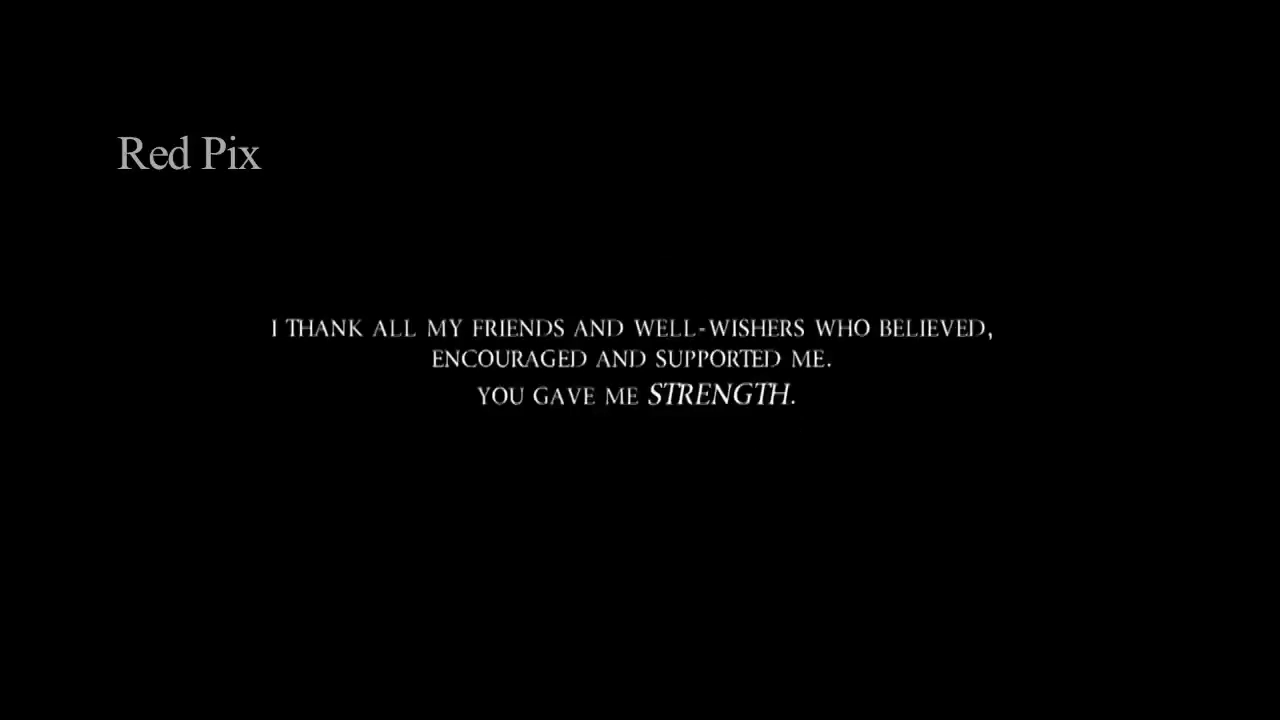 Red Pix
I THANK ALL MY FRIENDS AND WELL-WISHERS WHO BELIEVED,
ENCOURAGED AND SUPPORTED ME.
YOU GAVE ME STRENGTH.